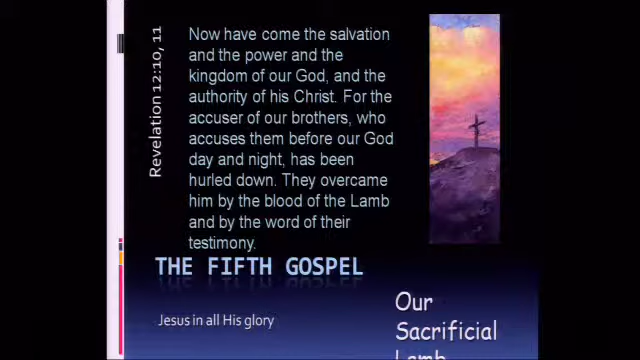 Revelation 12:10, 11
Now have come the salvation
and the power and the
kingdom of our God, and the
authority of his Christ. For the
accuser of our brothers, who
accuses them before our God
day and night, has been
hurled down. They overcame
him by the blood of the Lamb
and by the word of their
testimony.
THE FIFTH GOSPEL
Jesus in all His glory
Our
Sacrificial
Lamb